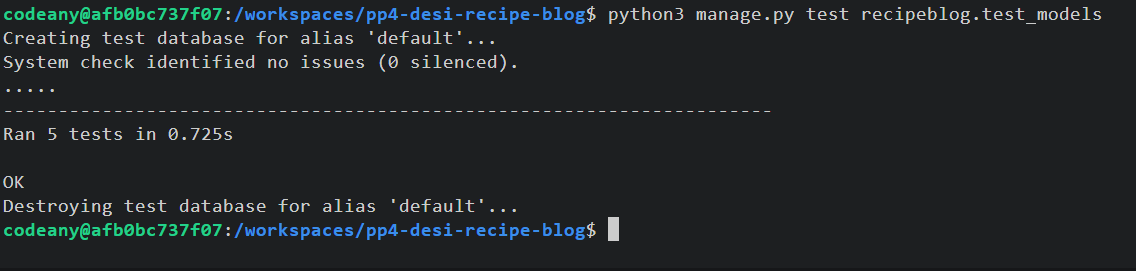 codeany@afb0bc737f07:/workspaces/pp4-desi-recipe-blog$ python3 manage.py test recipeblog.test_models
Creating test database for alias 'default'...
System check identified no issues (0 silenced).
.....
----------------------------------------------------------------------
Ran 5 tests in 0.725s
OK
Destroying test database for alias 'default'...
codeany@afb0bc737f07:/workspaces/pp4-desi-recipe-blog$